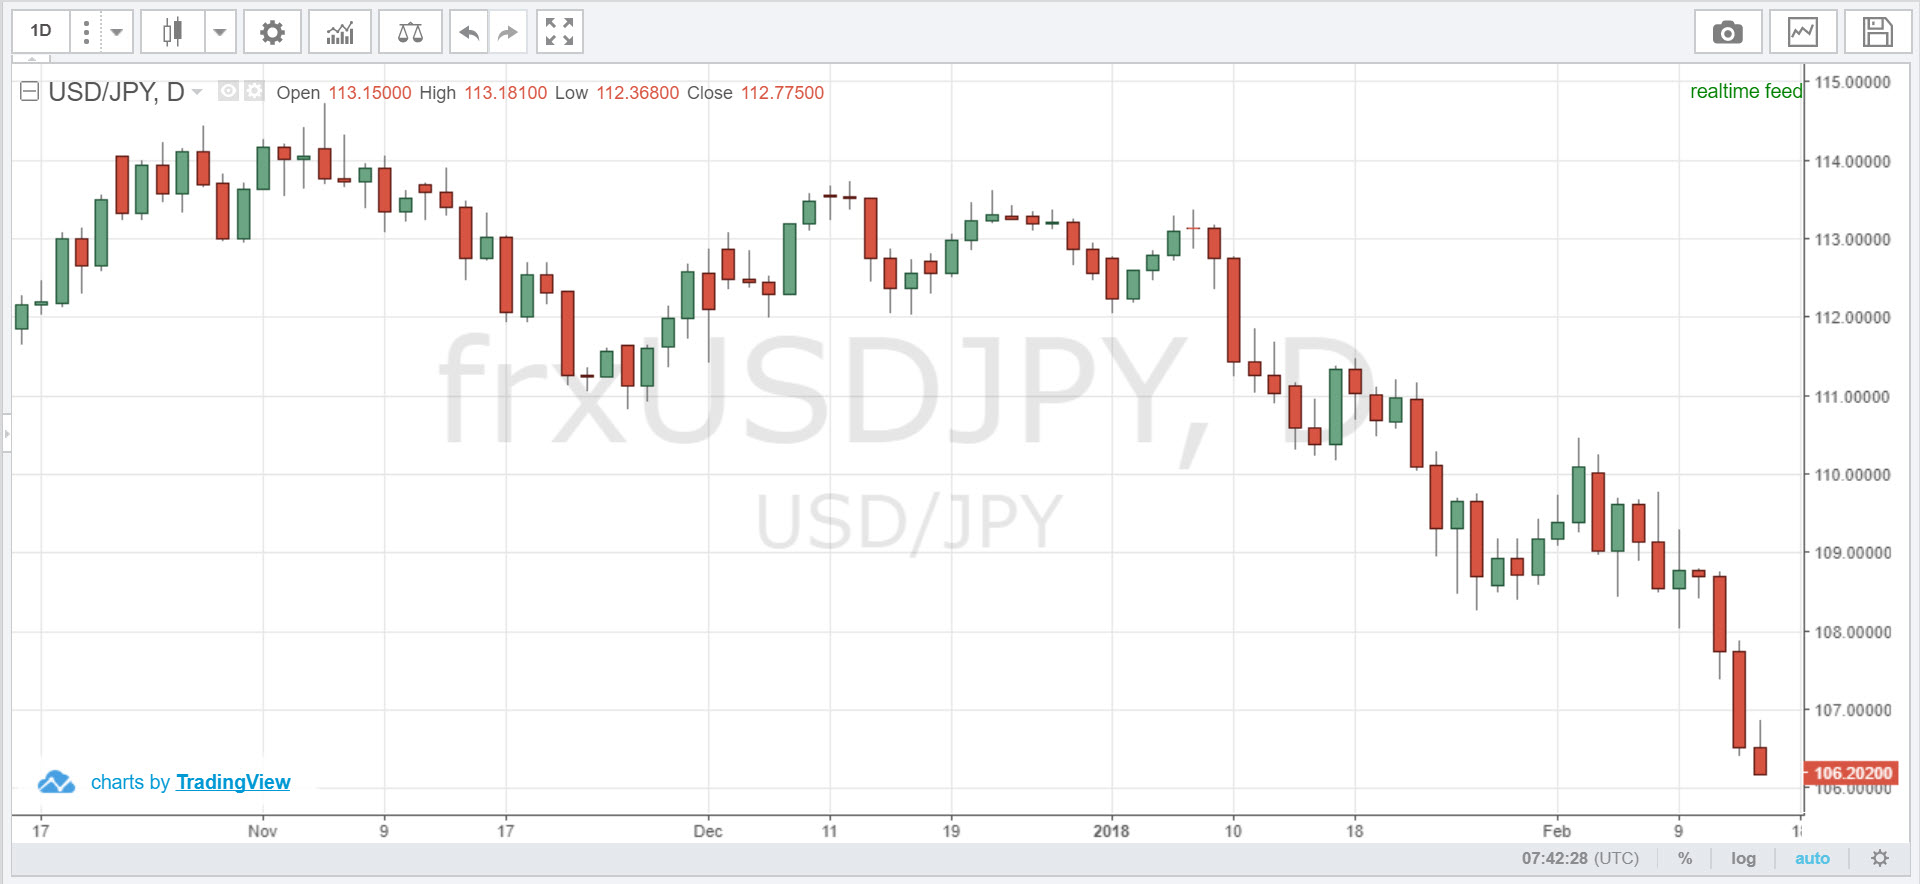 1D
USD/JPY, D Open 113.15000 High 113.18100 Low 112.36800 Close 112.77500
realtime feed
115.00000
114.00000
113.00000
112.00000
111.00000
110.00000
109.00000
108.00000
107.00000
106.20200
106.00000
frxUSDJPY, D
USD/JPY
charts by TradingView
17 Nov 9 17 Dec 11 19 2018 10 18 Feb 9
07:42:28 (UTC) % log auto